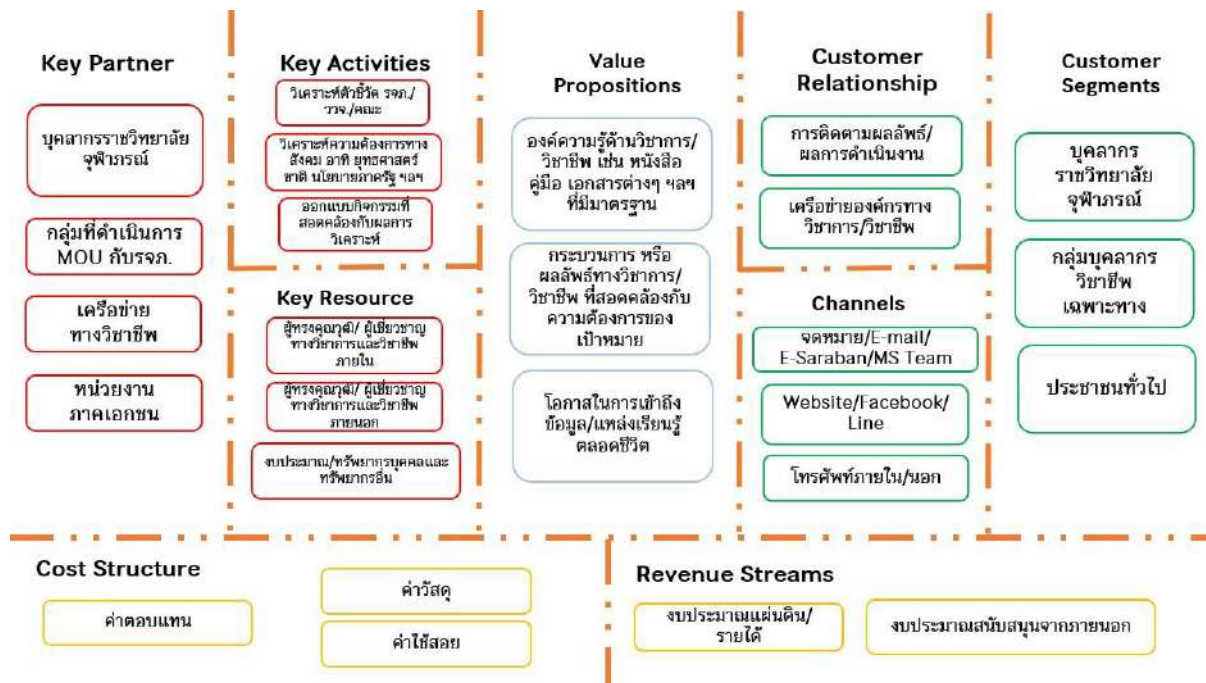 Key Partner
บุคลากรราชวิทยาลัย
จุฬาภรณ์
กลุ่มที่ดำเนินการ
MOU กับรจภ.
เครือข่าย
ทางวิชาชีพ
หน่วยงาน
ภาคเอกชน
Key Activities
วิเคราะห์ตัวชี้วัด รจภ./
ววจ./คณะ
วิเคราะห์ความต้องการทาง
สังคม อาทิ ยุทธศาสตร์
ชาติ นโยบายภาครัฐ ฯลฯ
ออกแบบกิจกรรมที่
สอดคล้องกับผลการ
วิเคราะห์
Key Resource
ผู้ทรงคุณวุฒิ/ ผู้เชี่ยวชาญ
ทางวิชาการและวิชาชีพ
ภายใน
ผู้ทรงคุณวุฒิ/ ผู้เชี่ยวชาญ
ทางวิชาการและวิชาชีพ
ภายนอก
งบประมาณ/ทรัพยากรบุคคลและ
ทรัพยากรอื่น
Value
Propositions
องค์ความรู้ด้านวิชาการ/
วิชาชีพ เช่น หนังสือ
คู่มือ เอกสารต่างๆ ฯลฯ
ที่มีมาตรฐาน
กระบวนการ หรือ
ผลลัพธ์ทางวิชาการ/
วิชาชีพ ที่สอดคล้องกับ
ความต้องการของ
เป้าหมาย
โอกาสในการเข้าถึง
ข้อมูล/แหล่งเรียนรู้
ตลอดชีวิต
Customer
Relationship
การติดตามผลลัพธ์/
ผลการดำเนินงาน
เครือข่ายองค์กรทาง
วิชาการ/วิชาชีพ
Channels
จดหมาย/E-mail/
E-Saraban/MS Team
Website/Facebook/
Line
โทรศัพท์ภายใน/นอก
Customer
Segments
บุคลากร
ราชวิทยาลัย
จุฬาภรณ์
กลุ่มบุคลากร
วิชาชีพ
เฉพาะทาง
ประชาชนทั่วไป
Cost Structure
ค่าตอบแทน
ค่าวัสดุ
ค่าใช้สอย
Revenue Streams
งบประมาณแผ่นดิน/
รายได้
งบประมาณสนับสนุนจากภายนอก